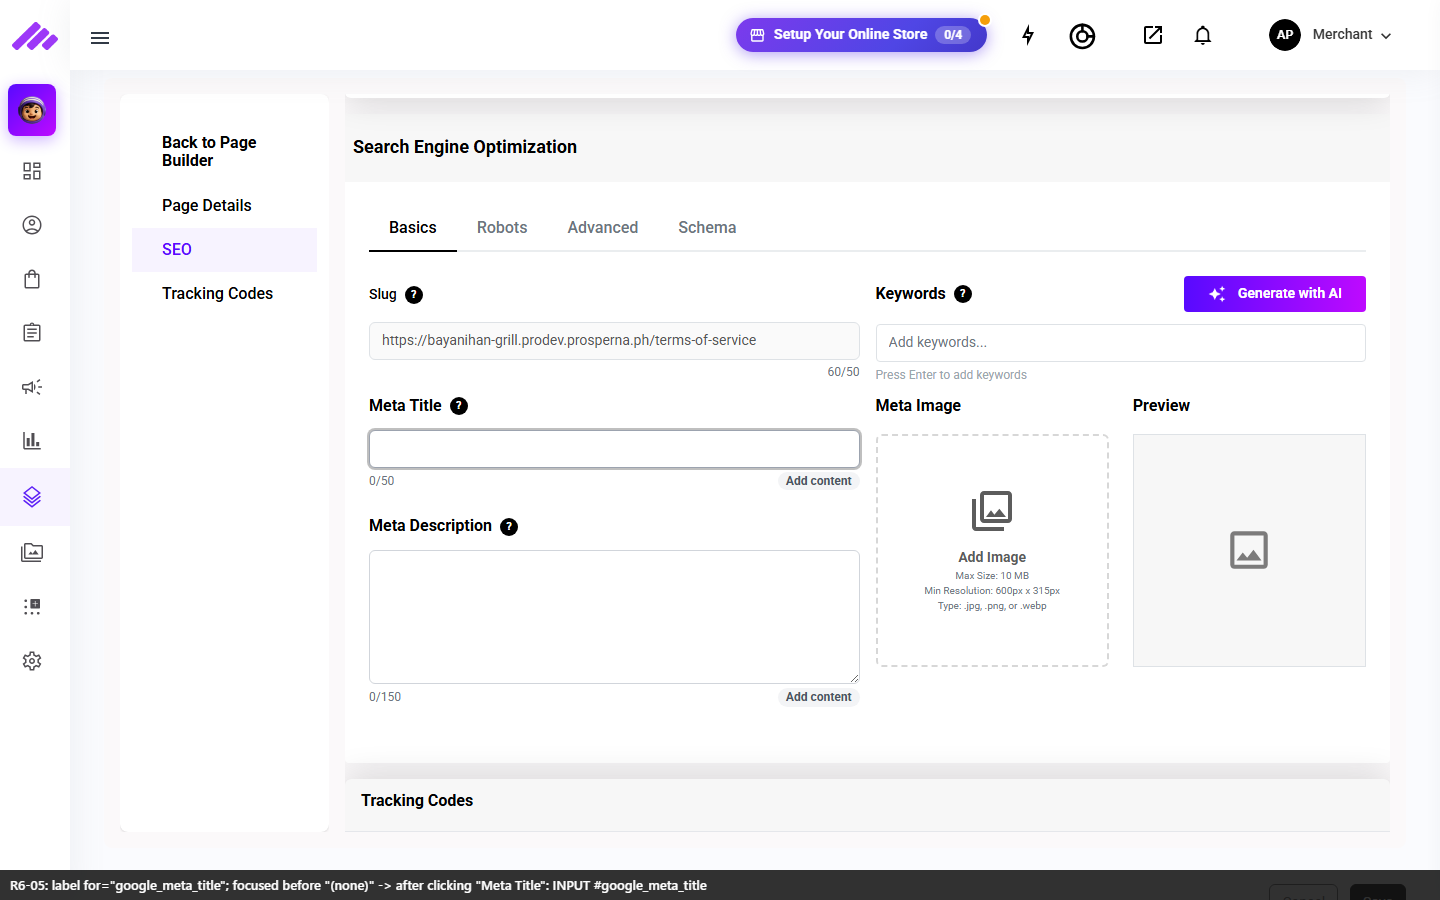 Setup Your Online Store 0/4
AP Merchant
Back to Page
Builder
Page Details
SEO
Tracking Codes
Search Engine Optimization
Basics Robots Advanced Schema
Slug ?
https://bayanihan-grill.prodev.prosperna.ph/terms-of-service
60/50
Keywords ?
Generate with AI
Add keywords...
Press Enter to add keywords
Meta Title ?
0/50 Add content
Meta Description ?
0/150 Add content
Meta Image
Add Image
Max Size: 10 MB
Min Resolution: 600px x 315px
Type: .jpg, .png, or .webp
Preview
Tracking Codes
R6-05: label for="google_meta_title"; focused before "(none)" -> after clicking "Meta Title": INPUT #google_meta_title